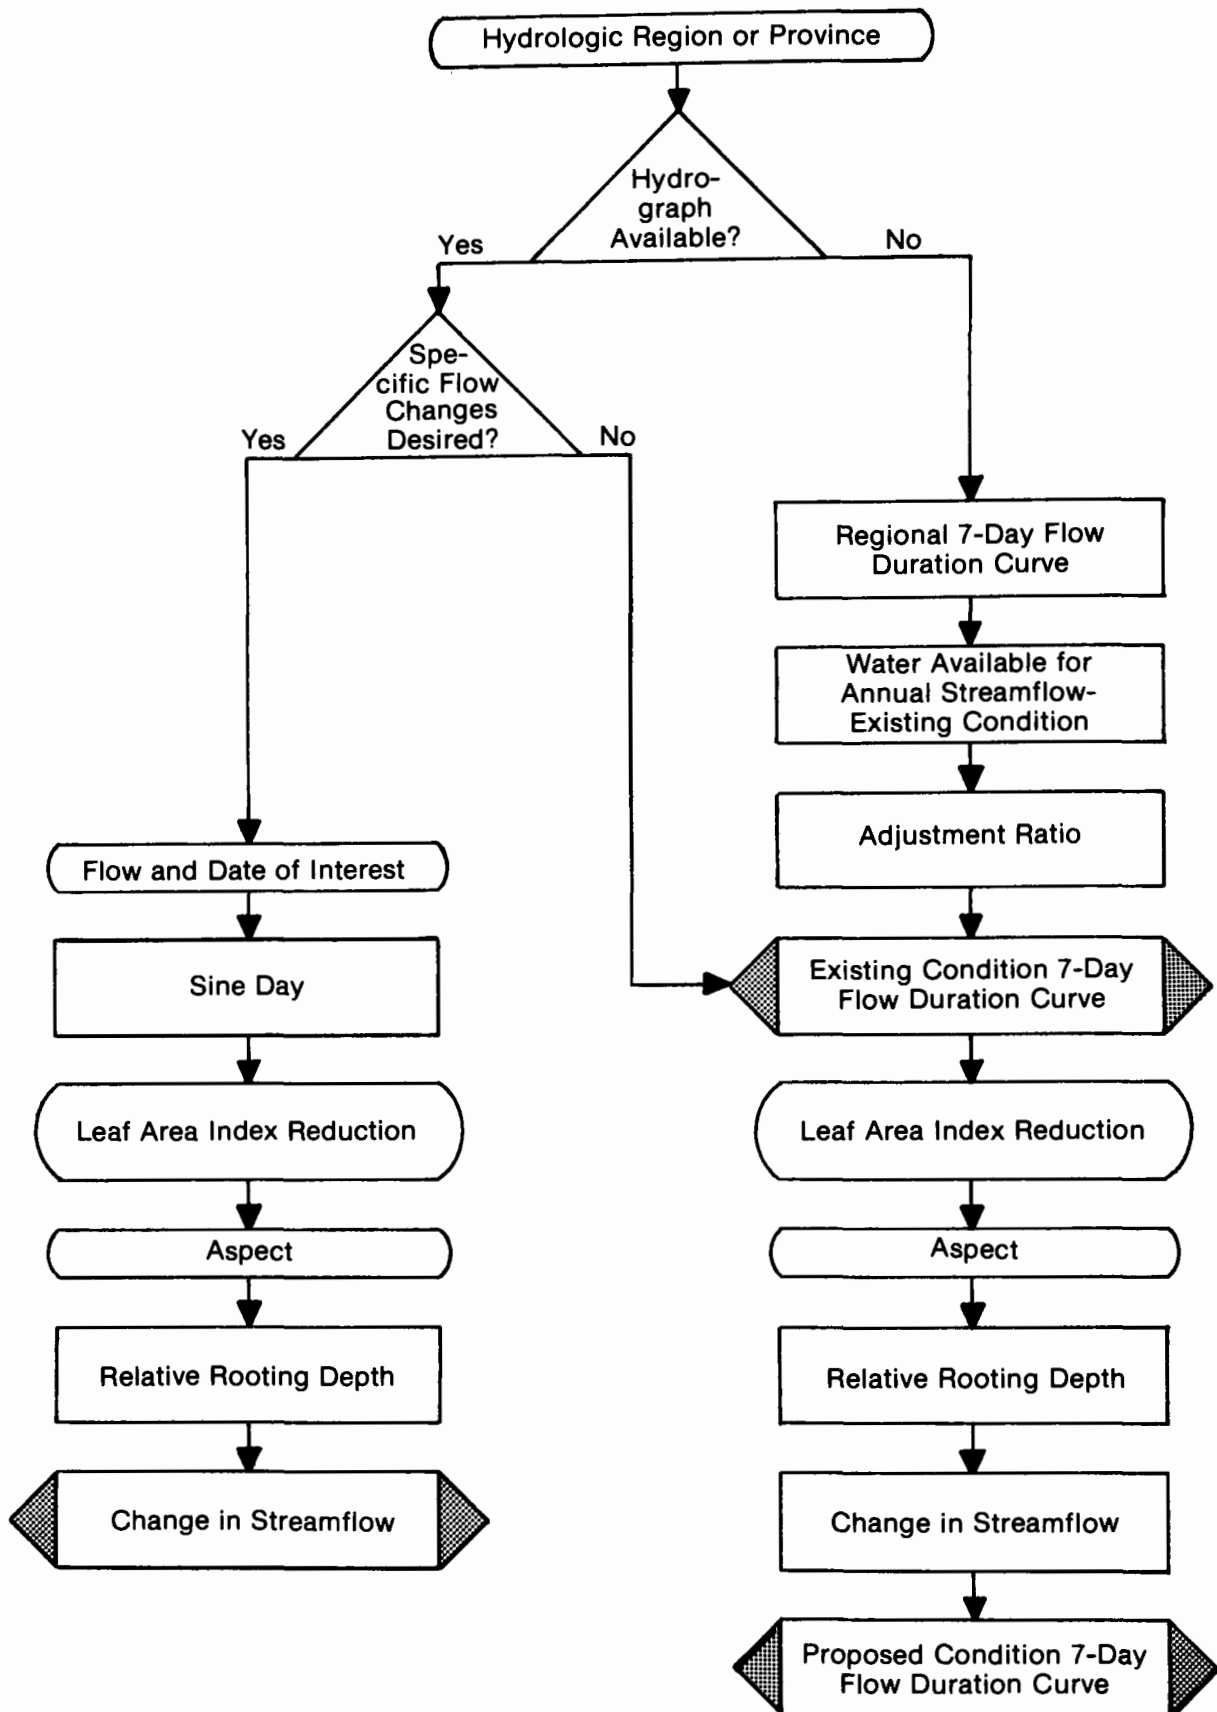 Hydrologic Region or Province
Hydro-
graph
Available?
Yes
No
Spe-
cific Flow
Changes
Desired?
Yes
No
Regional 7-Day Flow
Duration Curve
Water Available for
Annual Streamflow-
Existing Condition
Adjustment Ratio
Existing Condition 7-Day
Flow Duration Curve
Leaf Area Index Reduction
Aspect
Relative Rooting Depth
Change in Streamflow
Proposed Condition 7-Day
Flow Duration Curve
Flow and Date of Interest
Sine Day
Leaf Area Index Reduction
Aspect
Relative Rooting Depth
Change in Streamflow